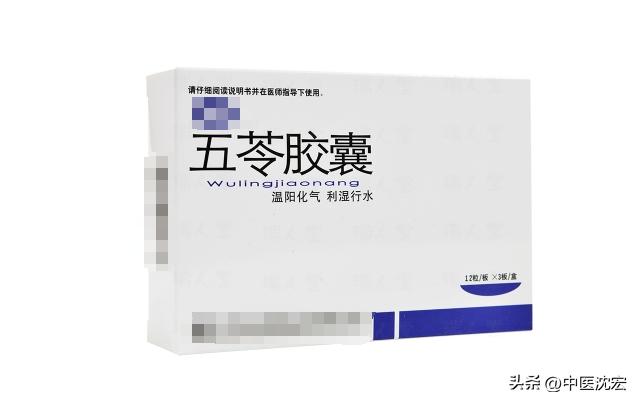 请仔细阅读说明书并在医师指导下使用。
五苓胶囊
Wulingjiaonang
温阳化气 利湿行水
12粒/板 ×3板/盒
头条 @中医沈宏